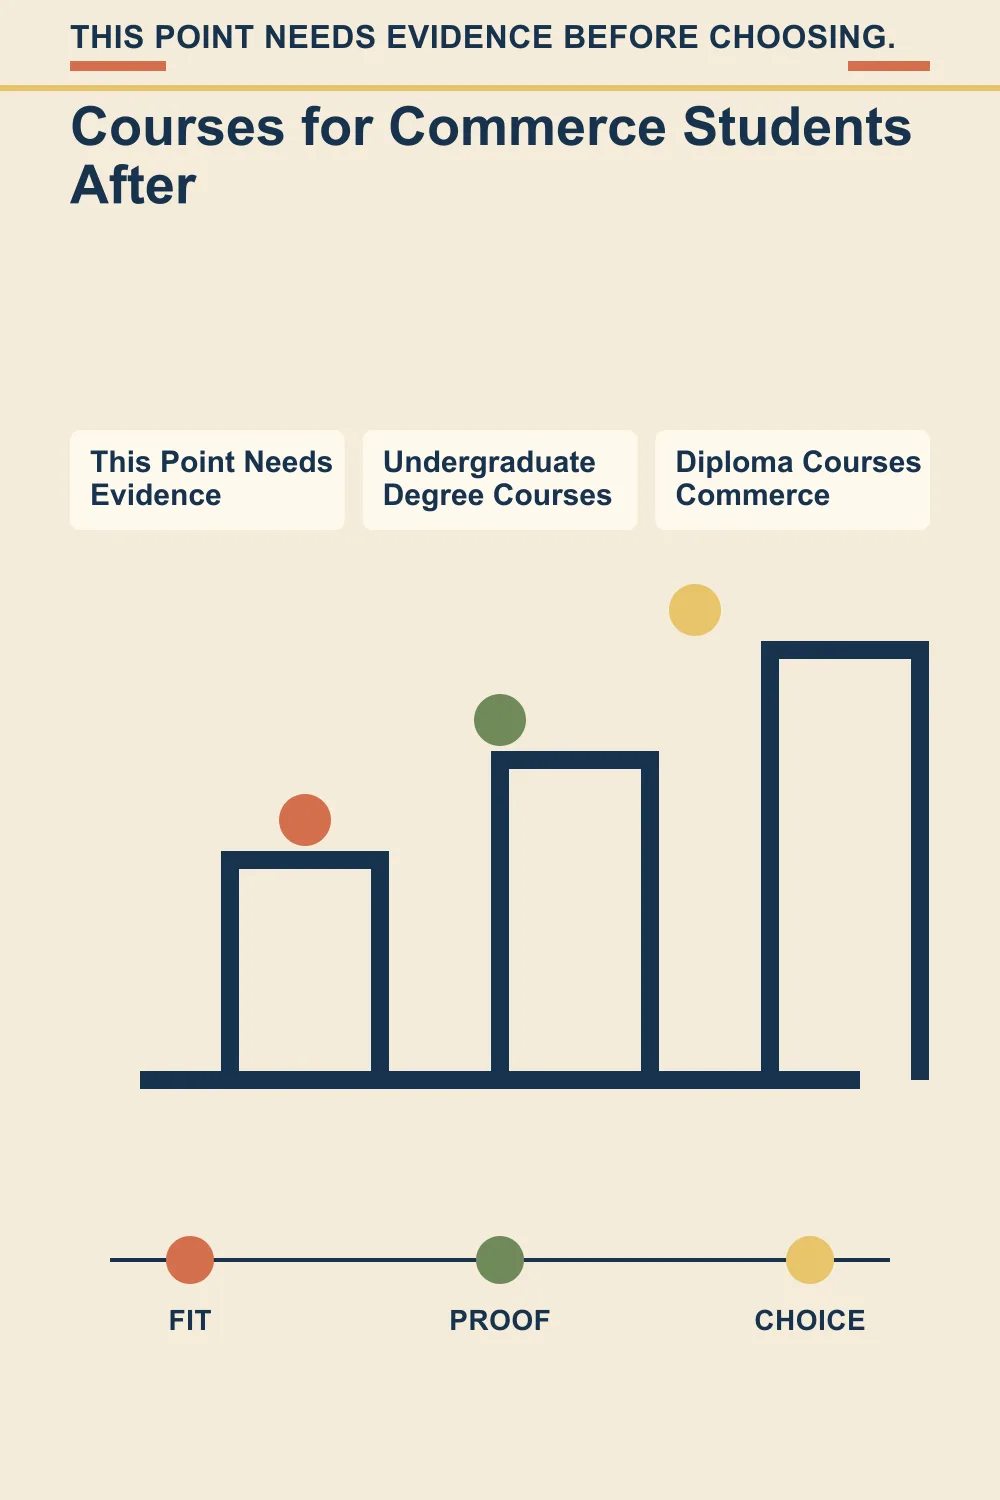 THIS POINT NEEDS EVIDENCE BEFORE CHOOSING.
Courses for Commerce Students
After
This Point Needs
Evidence
Undergraduate
Degree Courses
Diploma Courses
Commerce
FIT
PROOF
CHOICE